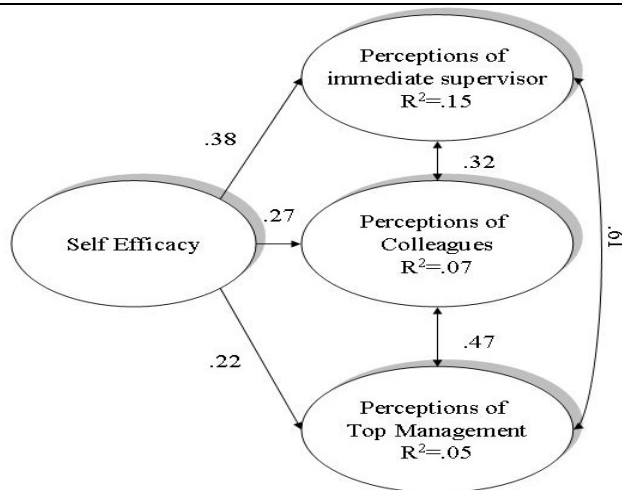 Perceptions of
immediate supervisor
R²=.15
.38
.32
.27
Self Efficacy
Perceptions of
Colleagues
R²=.07
.61
.47
.22
Perceptions of
Top Management
R²=.05